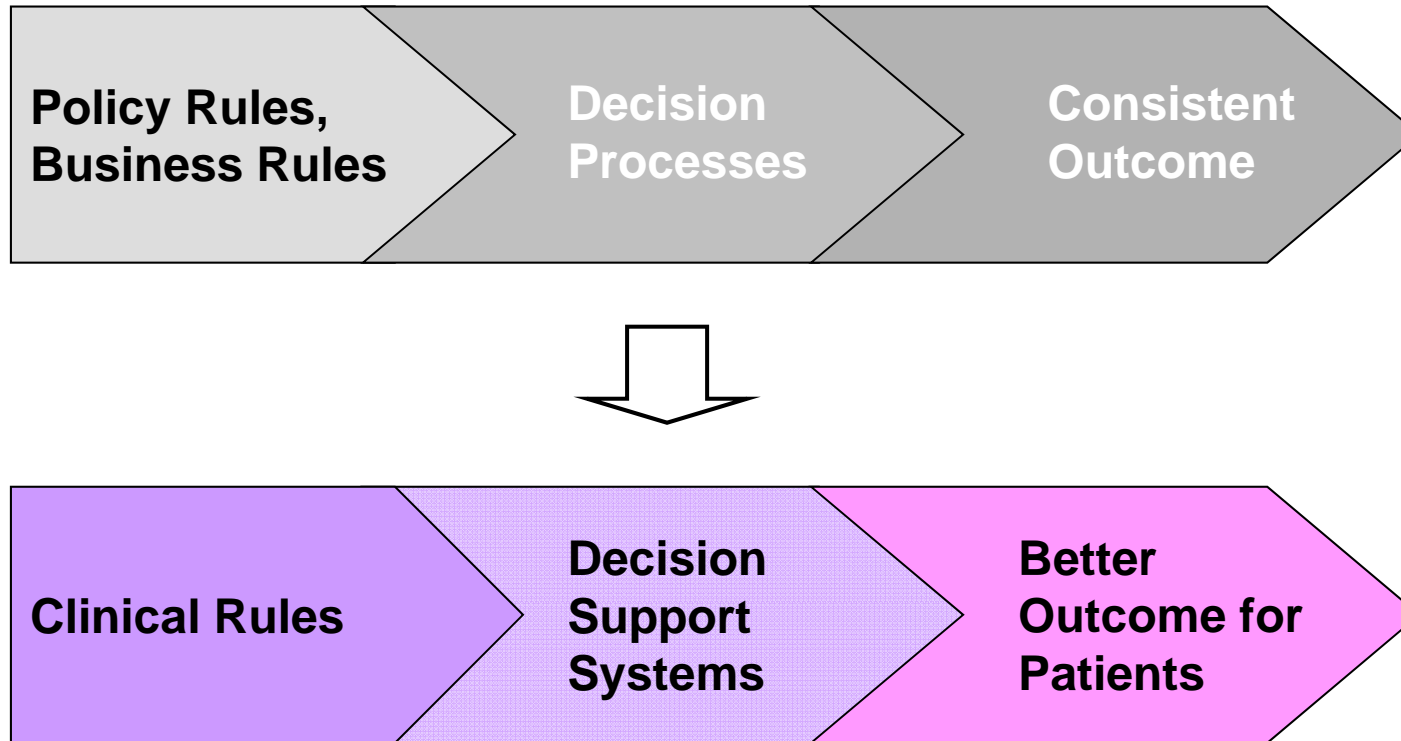 Policy Rules,
Business Rules
Decision
Processes
Consistent
Outcome
Clinical Rules
Decision
Support
Systems
Better
Outcome for
Patients